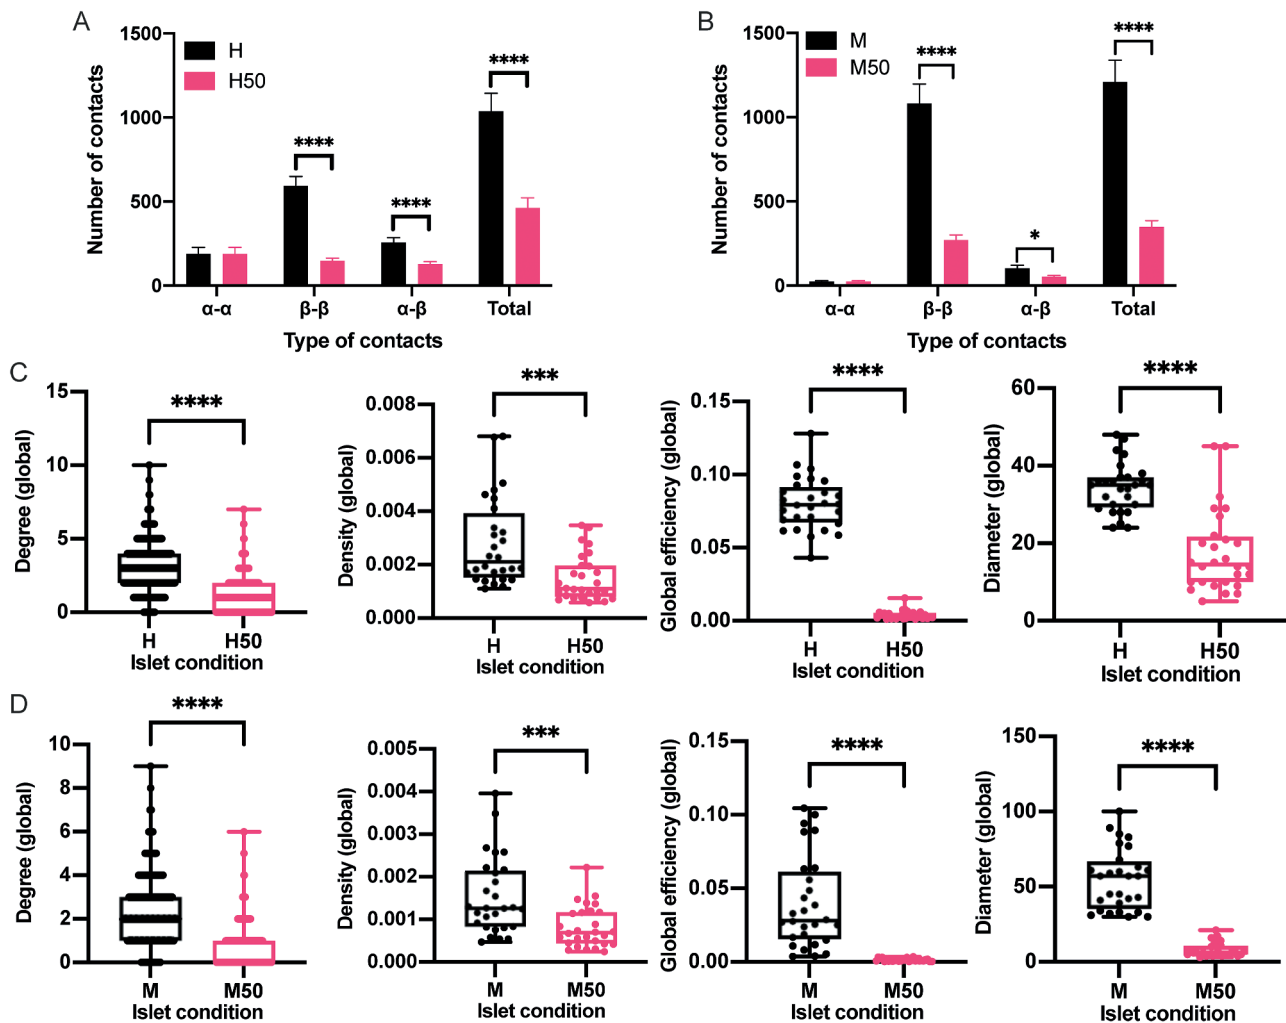 A
Number of contacts
1500
1000
500
0
H
H50
****
****
****
α-α
β-β
α-β
Total
Type of contacts
B
Number of contacts
1500
1000
500
0
M
M50
****
*
****
α-α
β-β
α-β
Total
Type of contacts
C
Degree (global)
15
10
5
0
****
H
H50
Islet condition
Density (global)
0.008
0.006
0.004
0.002
0.000
***
H
H50
Islet condition
Global efficiency (global)
0.15
0.10
0.05
0.00
****
H
H50
Islet condition
Diameter (global)
60
40
20
0
****
H
H50
Islet condition
D
Degree (global)
10
8
6
4
2
0
****
M
M50
Islet condition
Density (global)
0.005
0.004
0.003
0.002
0.001
0.000
***
M
M50
Islet condition
Global efficiency (global)
0.15
0.10
0.05
0.00
****
M
M50
Islet condition
Diameter (global)
150
100
50
0
****
M
M50
Islet condition